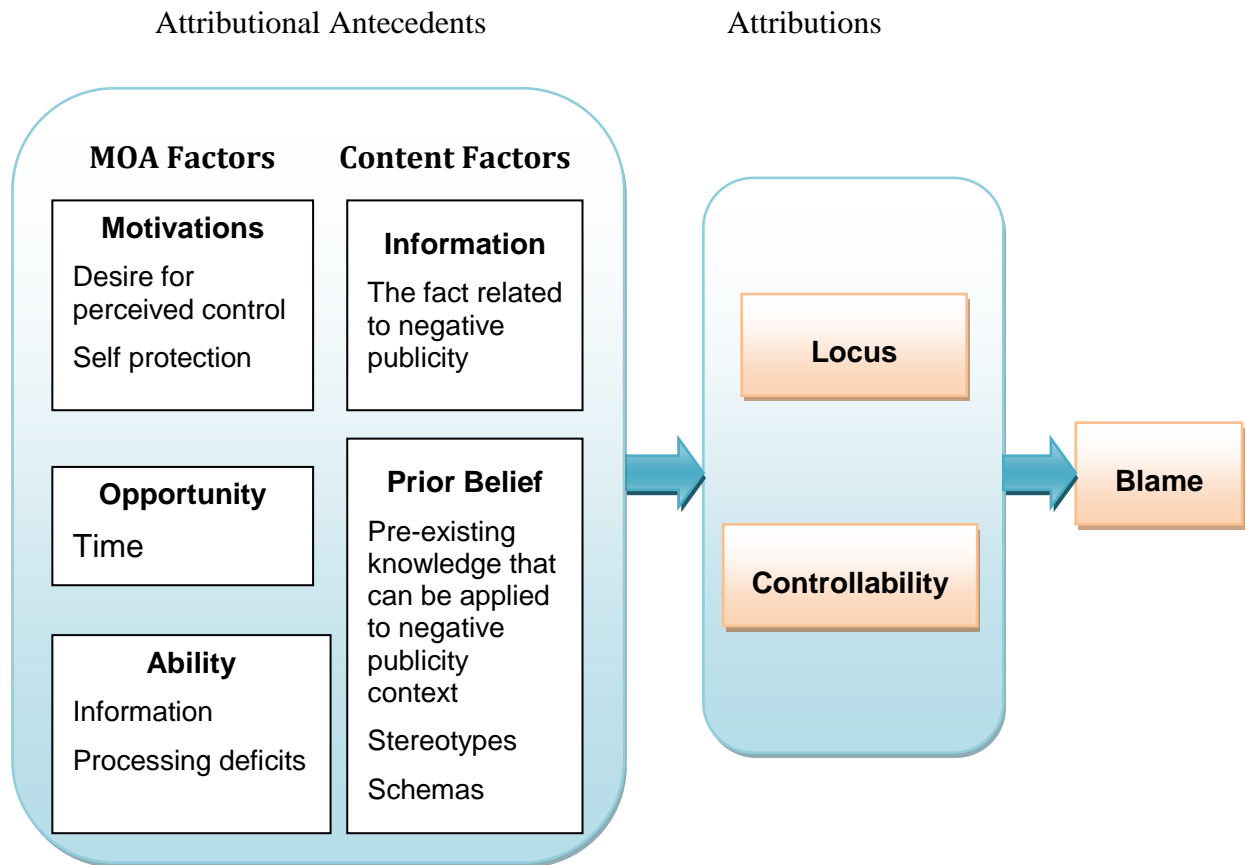 Attributional Antecedents
Attributions
MOA Factors
Motivations
Desire for
perceived control
Self protection
Opportunity
Time
Ability
Information
Processing deficits
Content Factors
Information
The fact related
to negative
publicity
Prior Belief
Pre-existing
knowledge that
can be applied
to negative
publicity
context
Stereotypes
Schemas
Locus
Controllability
Blame